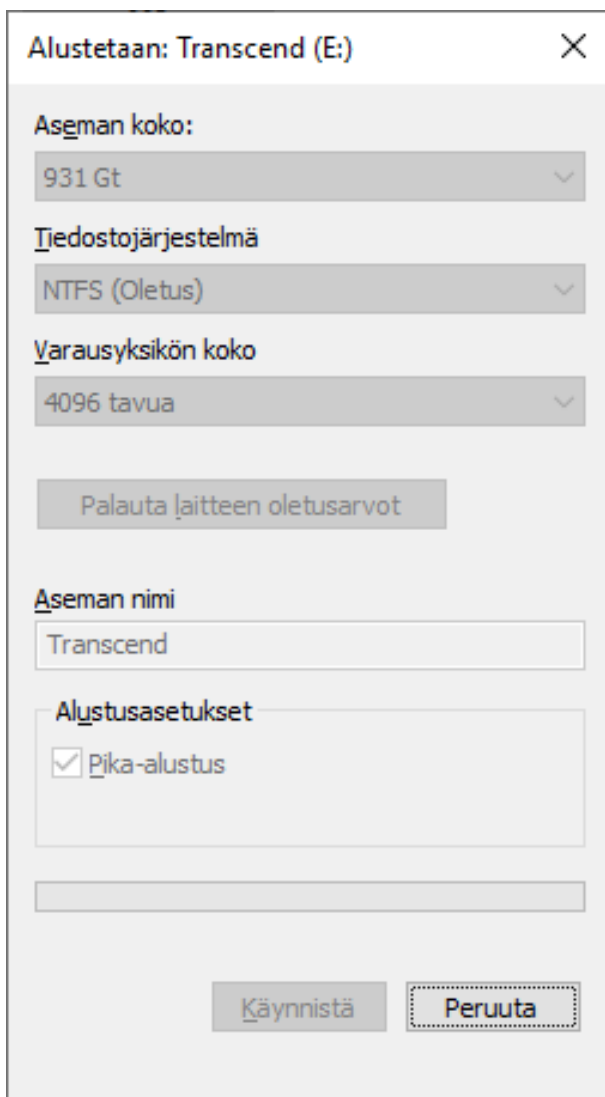 Alustetaan: Transcend (E:)
Aseman koko:
931 Gt
Tiedostojärjestelmä
NTFS (Oletus)
Varausyksikön koko
4096 tavua
Palauta laitteen oletusarvot
Aseman nimi
Transcend
Alustusasetukset
Pika-alustus
Käynnistä Peruuta